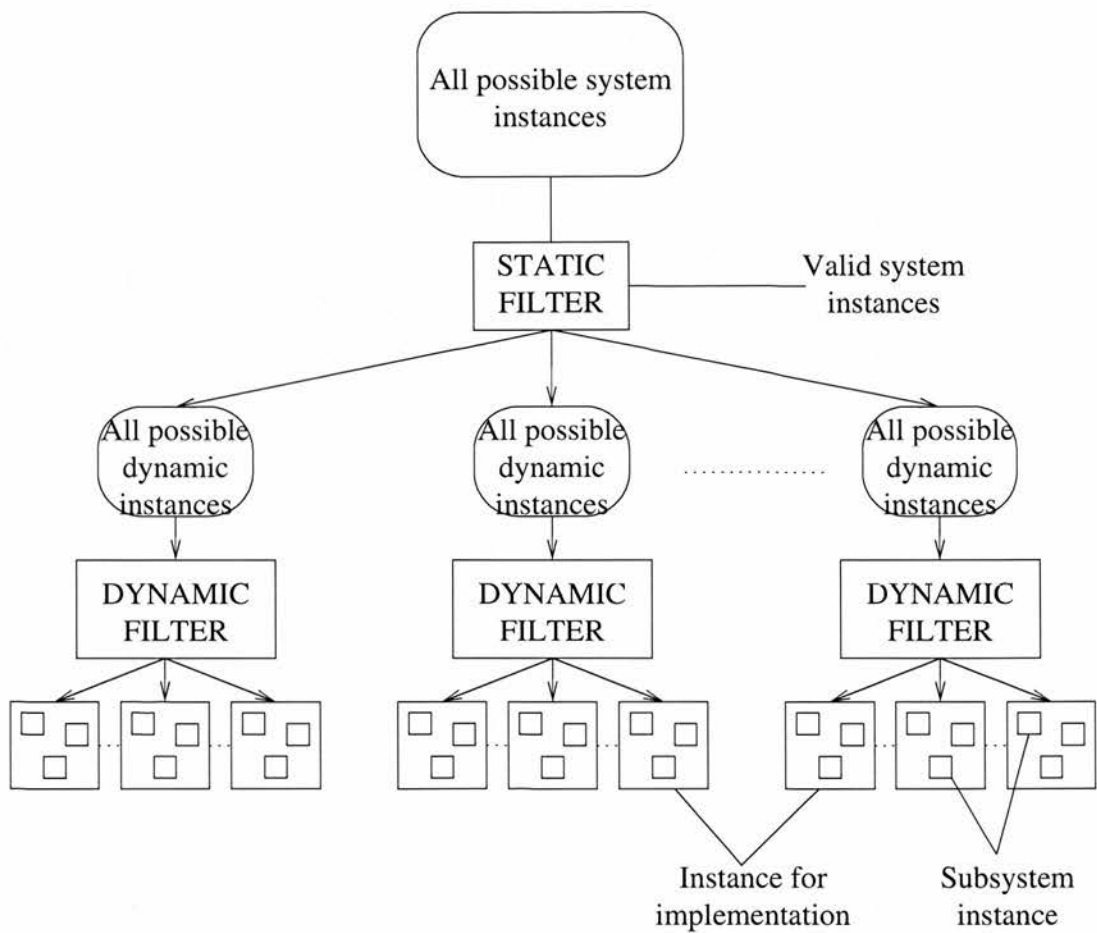 All possible system
instances
STATIC
FILTER
Valid system
instances
All possible
dynamic
instances
All possible
dynamic
instances
All possible
dynamic
instances
DYNAMIC
FILTER
DYNAMIC
FILTER
DYNAMIC
FILTER
Instance for
implementation
Subsystem
instance